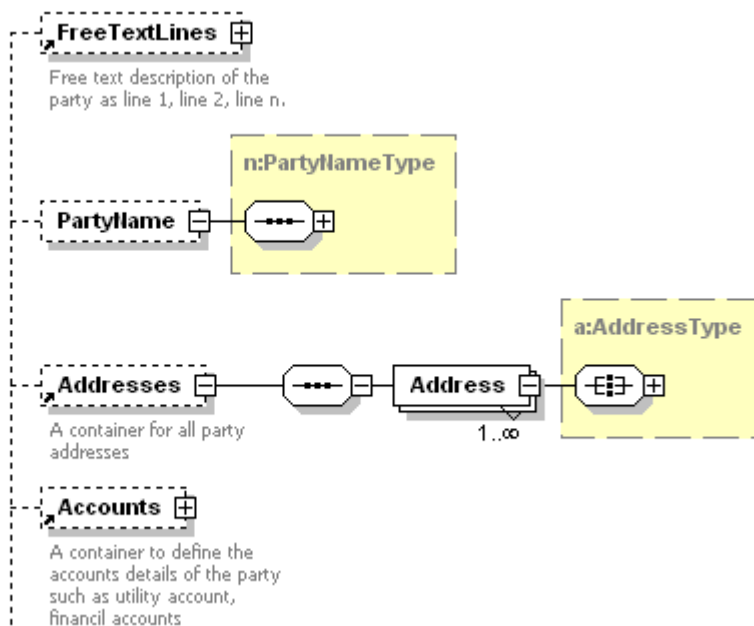 FreeTextLines
Free text description of the
party as line 1, line 2, line n.
n:PartyNameType
PartyName
a:AddressType
Addresses
Address
1..∞
A container for all party
addresses
Accounts
A container to define the
accounts details of the party
such as utility account,
financil accounts